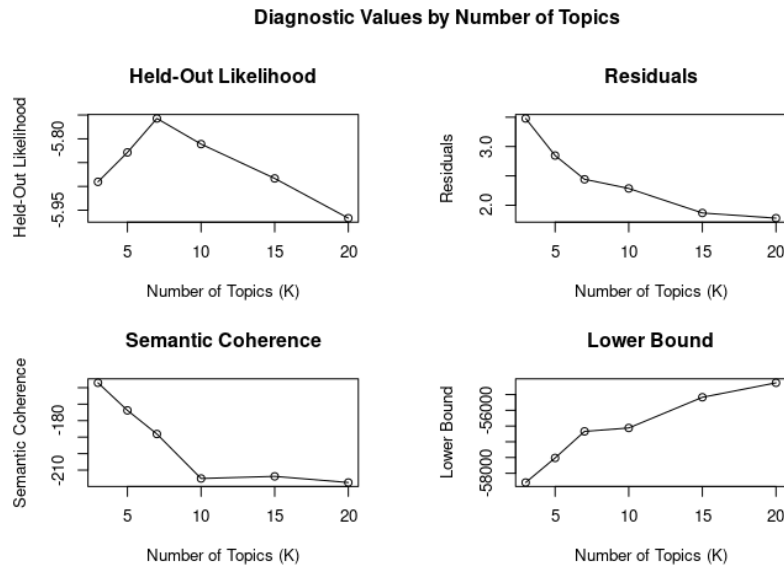 Diagnostic Values by Number of Topics
Held-Out Likelihood
Held-Out Likelihood
-5.80
-5.95
5 10 15 20
Number of Topics (K)
Residuals
Residuals
3.0
2.0
5 10 15 20
Number of Topics (K)
Semantic Coherence
Semantic Coherence
-180
-210
5 10 15 20
Number of Topics (K)
Lower Bound
Lower Bound
-56000
-58000
5 10 15 20
Number of Topics (K)